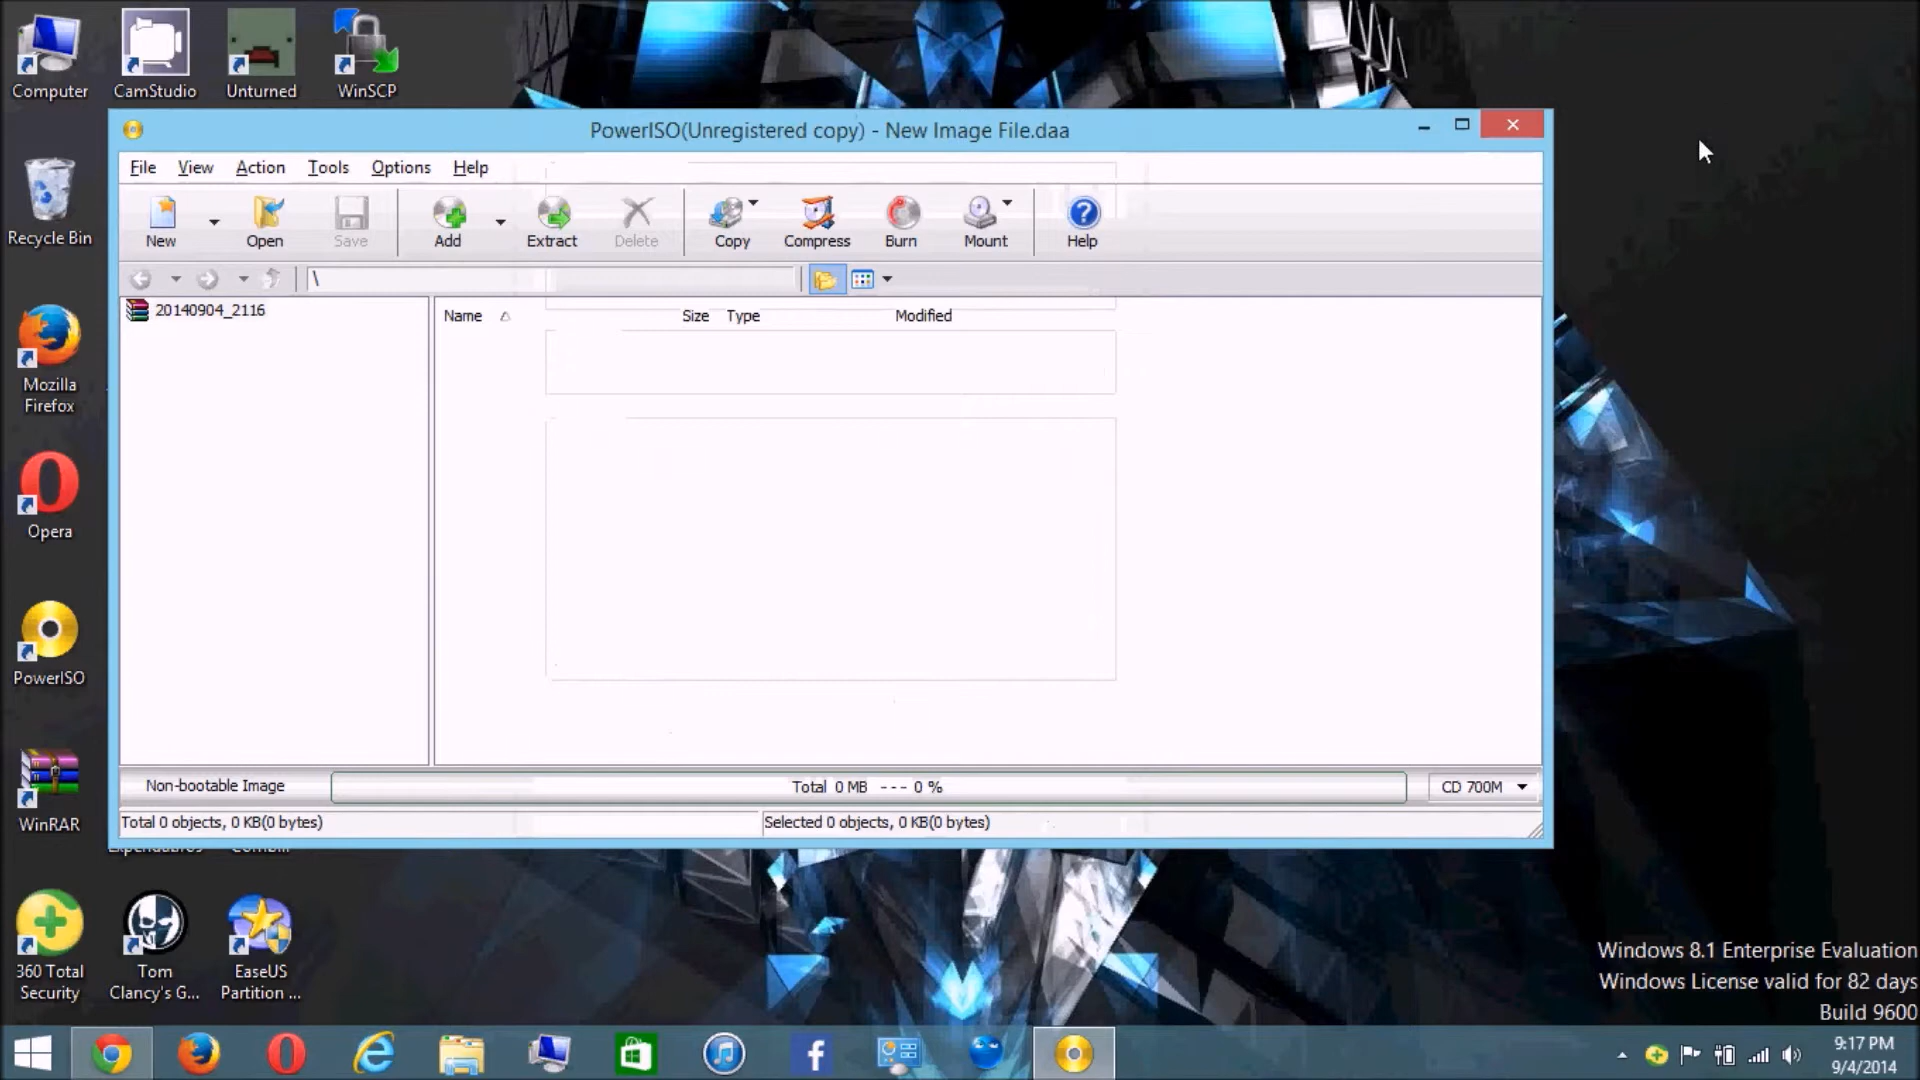 Computer
CamStudio
Unturned
WinSCP
Recycle Bin
Mozilla
Firefox
Opera
PowerISO
WinRAR
360 Total
Security
Tom
Clancy's G...
EaseUS
Partition ...
PowerISO(Unregistered copy) - New Image File.daa
File View Action Tools Options Help
New Open Save Add Extract Delete Copy Compress Burn Mount Help
\
20140904_2116
Name Size Type Modified
Non-bootable Image
Total 0 MB --- 0 %
CD 700M
Total 0 objects, 0 KB(0 bytes)
Selected 0 objects, 0 KB(0 bytes)
Windows 8.1 Enterprise Evaluation
Windows License valid for 82 days
Build 9600
9:17 PM
9/4/2014